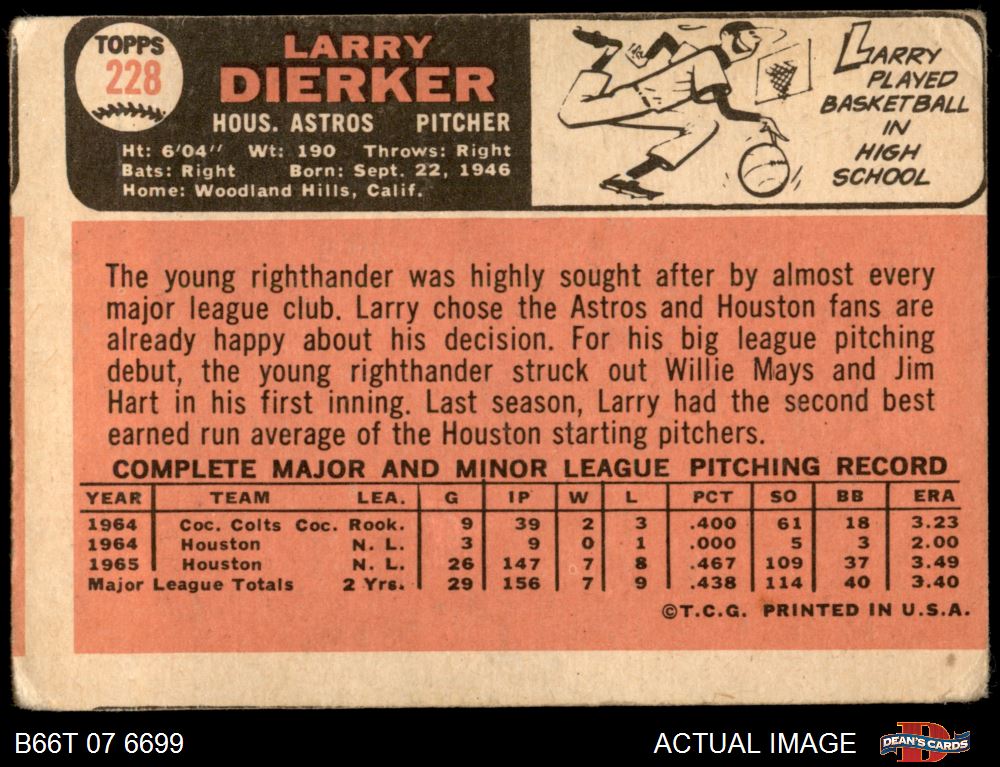 TOPPS
228
LARRY
DIERKER
HOUS. ASTROS PITCHER
Ht: 6'04" Wt: 190 Throws: Right
Bats: Right Born: Sept. 22, 1946
Home: Woodland Hills, Calif.
LARRY
PLAYED
BASKETBALL
IN
HIGH
SCHOOL
The young righthander was highly sought after by almost every
major league club. Larry chose the Astros and Houston fans are
already happy about his decision. For his big league pitching
debut, the young righthander struck out Willie Mays and Jim
Hart in his first inning. Last season, Larry had the second best
earned run average of the Houston starting pitchers.
COMPLETE MAJOR AND MINOR LEAGUE PITCHING RECORD
YEAR TEAM LEA. G IP W L PCT SO BB ERA
1964 Coc. Colts Coc. Rook. 9 39 2 3 .400 61 18 3.23
1964 Houston N. L. 3 9 0 1 .000 5 3 2.00
1965 Houston N. L. 26 147 7 8 .467 109 37 3.49
Major League Totals 2 Yrs. 29 156 7 9 .438 114 40 3.40
©T.C.G. PRINTED IN U.S.A.
B66T 07 6699
ACTUAL IMAGE
D
DEAN'S CARDS